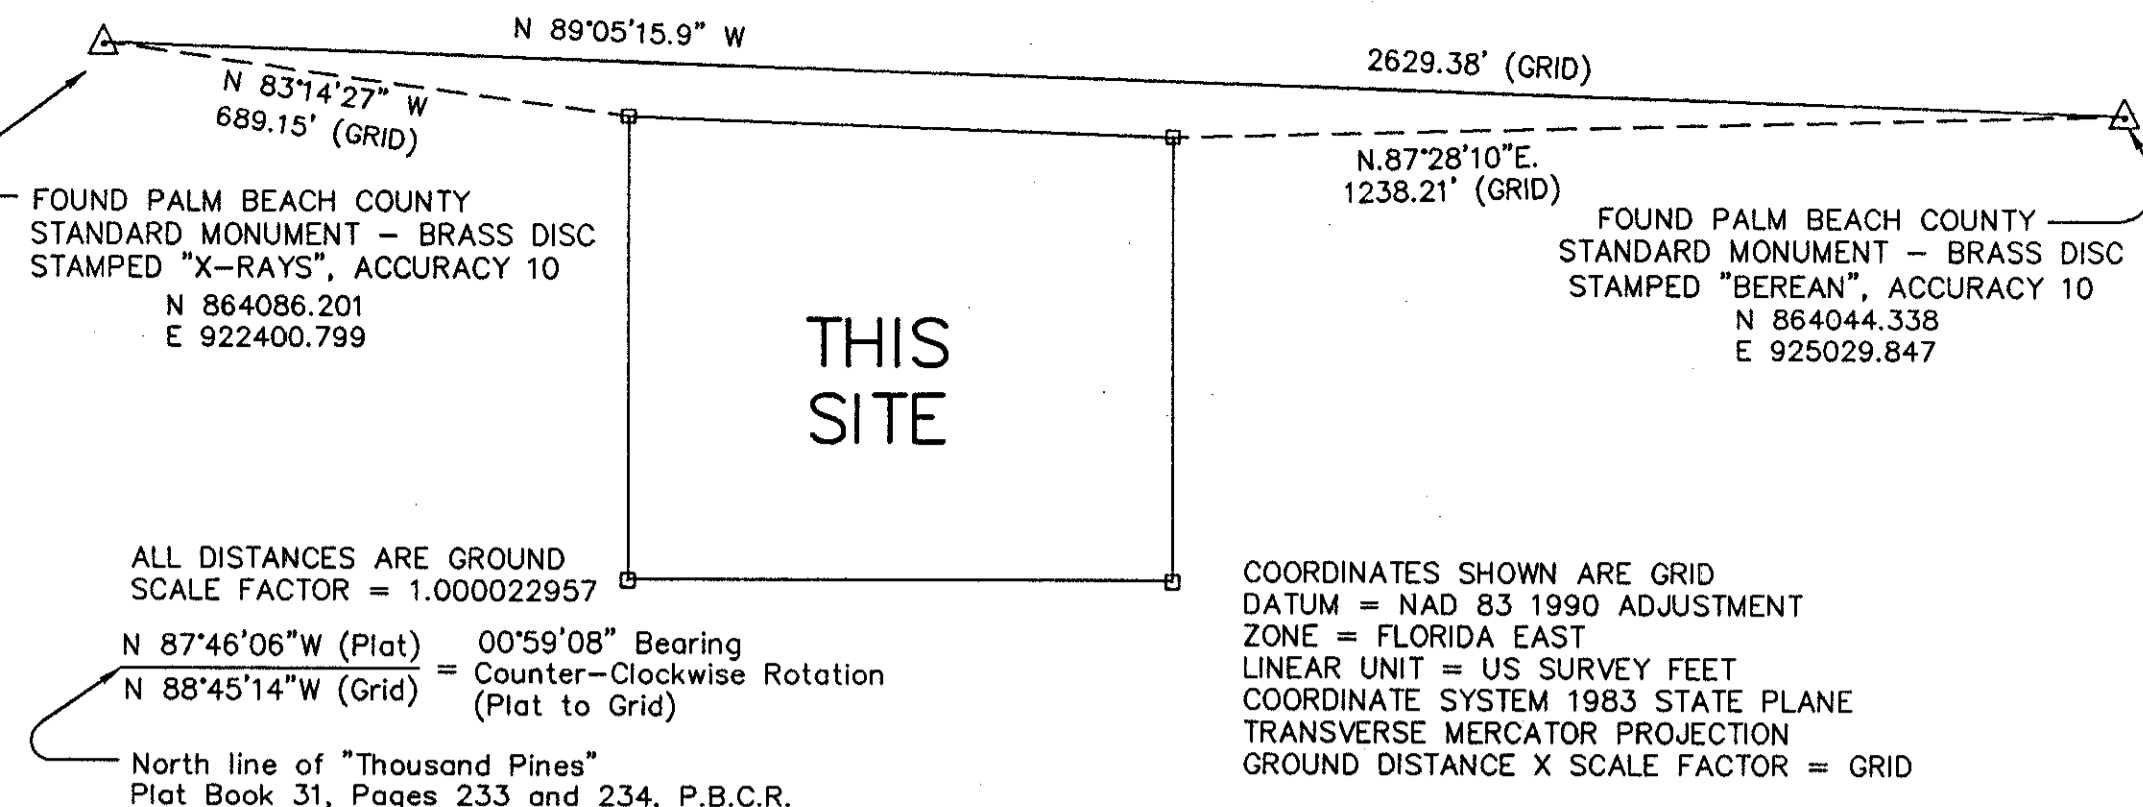 N 89°05'15.9" W
2629.38' (GRID)
N 83°14'27" W
689.15' (GRID)
N.87°28'10"E.
1238.21' (GRID)
FOUND PALM BEACH COUNTY
STANDARD MONUMENT – BRASS DISC
STAMPED "X–RAYS", ACCURACY 10
N 864086.201
E 922400.799
FOUND PALM BEACH COUNTY
STANDARD MONUMENT – BRASS DISC
STAMPED "BEREAN", ACCURACY 10
N 864044.338
E 925029.847
THIS
SITE
ALL DISTANCES ARE GROUND
SCALE FACTOR = 1.000022957
N 87°46'06"W (Plat)
N 88°45'14"W (Grid)
=
00°59'08" Bearing
Counter–Clockwise Rotation
(Plat to Grid)
North line of "Thousand Pines"
Plat Book 31, Pages 233 and 234, P.B.C.R.
COORDINATES SHOWN ARE GRID
DATUM = NAD 83 1990 ADJUSTMENT
ZONE = FLORIDA EAST
LINEAR UNIT = US SURVEY FEET
COORDINATE SYSTEM 1983 STATE PLANE
TRANSVERSE MERCATOR PROJECTION
GROUND DISTANCE X SCALE FACTOR = GRID